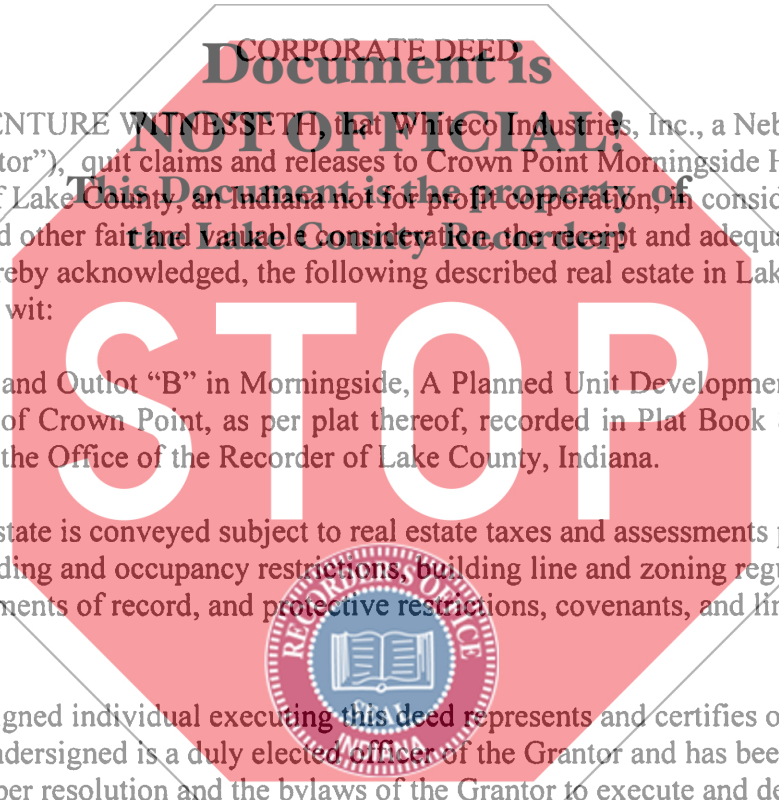 CORPORATE DEED
Document is
ENTURE WITNESSETH, that Whiteco Industries, Inc., a Neb
NOT OFFICIAL!
tor”), quit claims and releases to Crown Point Morningside H
This Document is the property of
f Lake County, an Indiana not for profit corporation, in consid
the Lake County Recorder!
d other fair and valuable consideration, the receipt and adequ
reby acknowledged, the following described real estate in Lak
wit:
STOP
and Outlot “B” in Morningside, A Planned Unit Developmen
of Crown Point, as per plat thereof, recorded in Plat Book
the Office of the Recorder of Lake County, Indiana.
state is conveyed subject to real estate taxes and assessments p
ding and occupancy restrictions, building line and zoning regu
ments of record, and protective restrictions, covenants, and lim
RECORDER'S OFFICE
SEAL
INDIANA
gned individual executing this deed represents and certifies o
ndersigned is a duly elected officer of the Grantor and has been
per resolution and the bylaws of the Grantor to execute and de